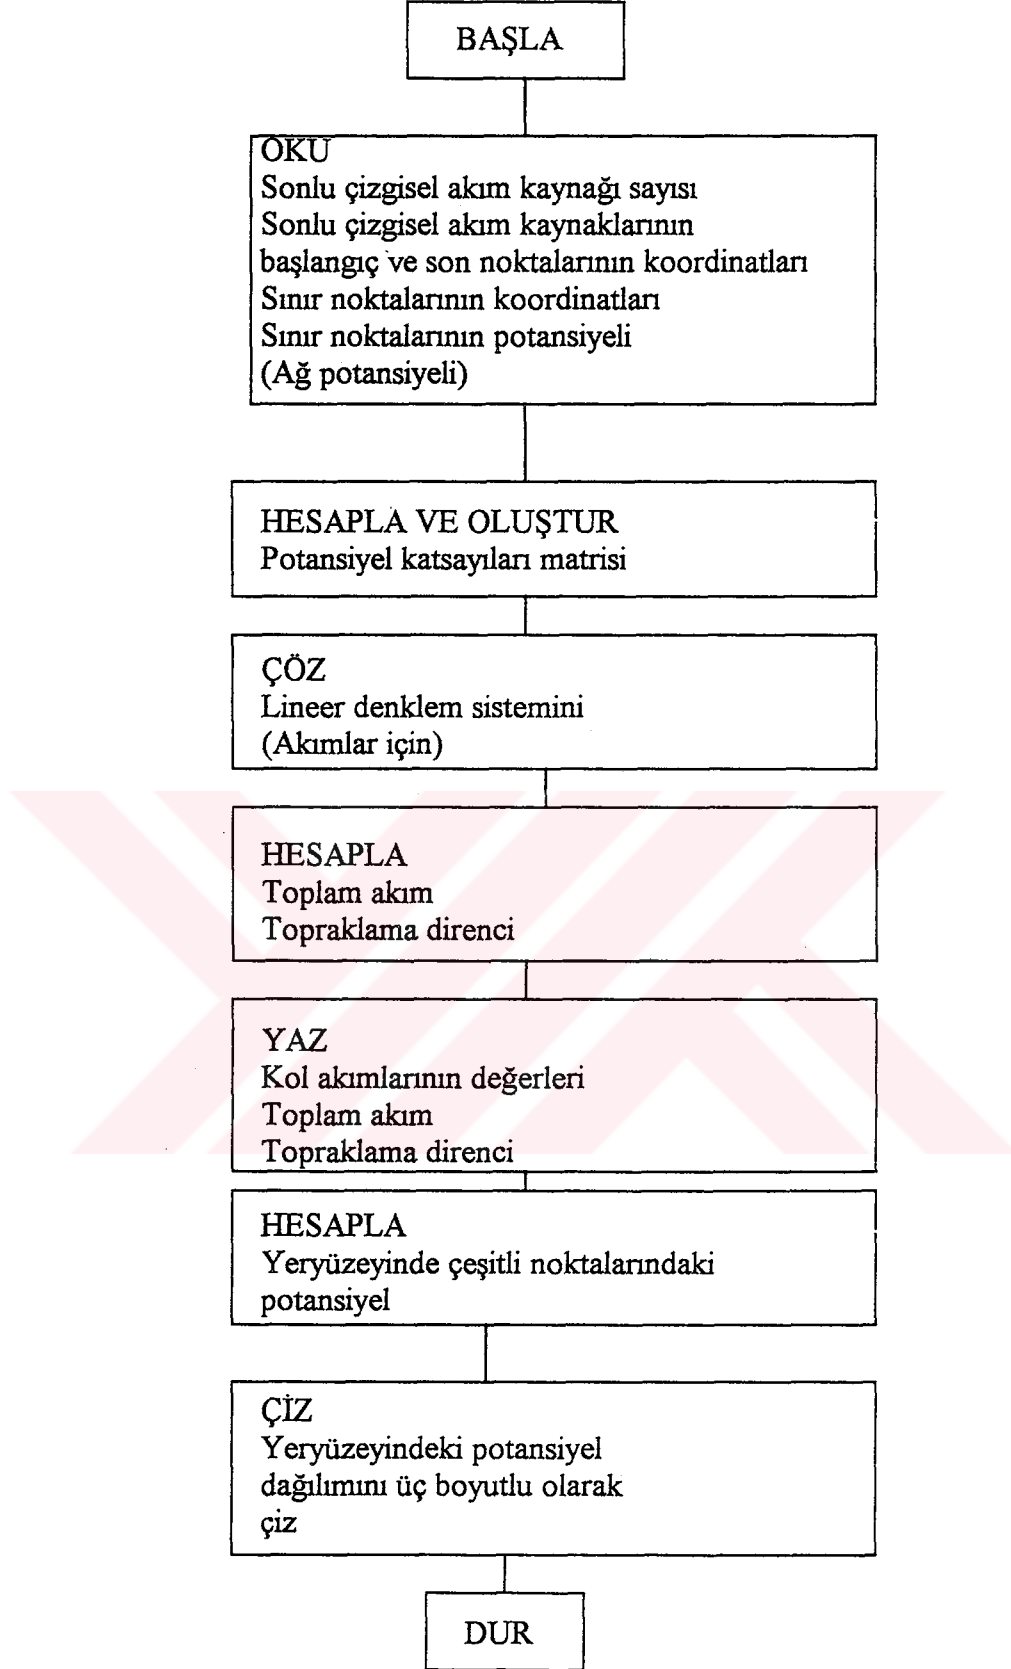 BAŞLA
OKU
Sonlu çizgisel akım kaynağı sayısı
Sonlu çizgisel akım kaynaklarının
başlangıç ve son noktalarının koordinatları
Sınır noktalarının koordinatları
Sınır noktalarının potansiyeli
(Ağ potansiyeli)
HESAPLA VE OLUŞTUR
Potansiyel katsayıları matrisi
ÇÖZ
Lineer denklem sistemini
(Akımlar için)
HESAPLA
Toplam akım
Topraklama direnci
YAZ
Kol akımlarının değerleri
Toplam akım
Topraklama direnci
HESAPLA
Yeryüzeyinde çeşitli noktalarındaki
potansiyel
ÇİZ
Yeryüzeyindeki potansiyel
dağılımını üç boyutlu olarak
çiz
DUR